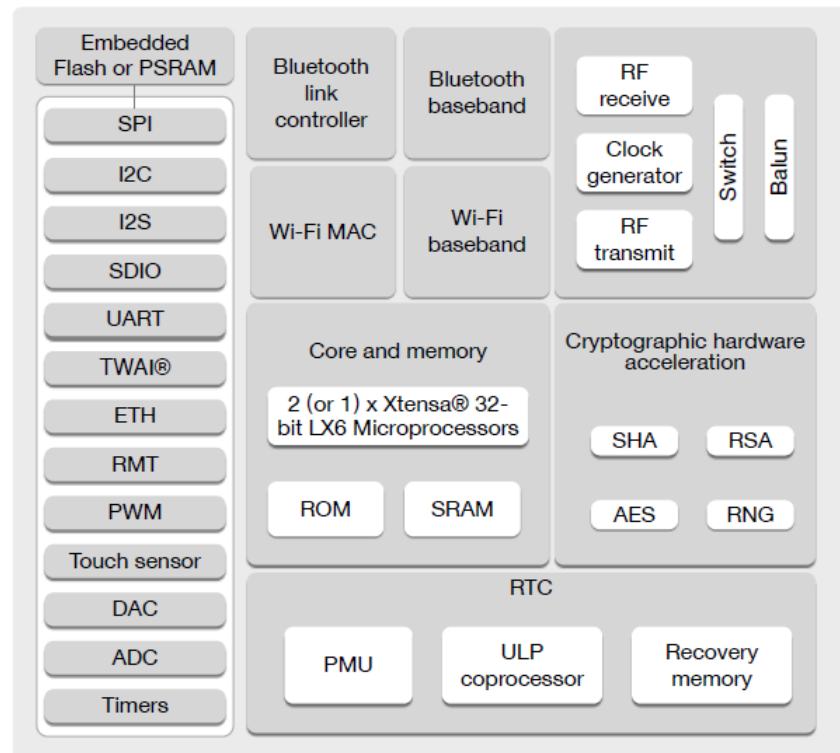 Embedded
Flash or PSRAM
SPI
I2C
I2S
SDIO
UART
TWAI®
ETH
RMT
PWM
Touch sensor
DAC
ADC
Timers
Bluetooth
link
controller
Bluetooth
baseband
Wi-Fi MAC
Wi-Fi
baseband
RF
receive
Clock
generator
RF
transmit
Switch
Balun
Core and memory
2 (or 1) x Xtensa® 32-
bit LX6 Microprocessors
ROM
SRAM
Cryptographic hardware
acceleration
SHA
RSA
AES
RNG
RTC
PMU
ULP
coprocessor
Recovery
memory